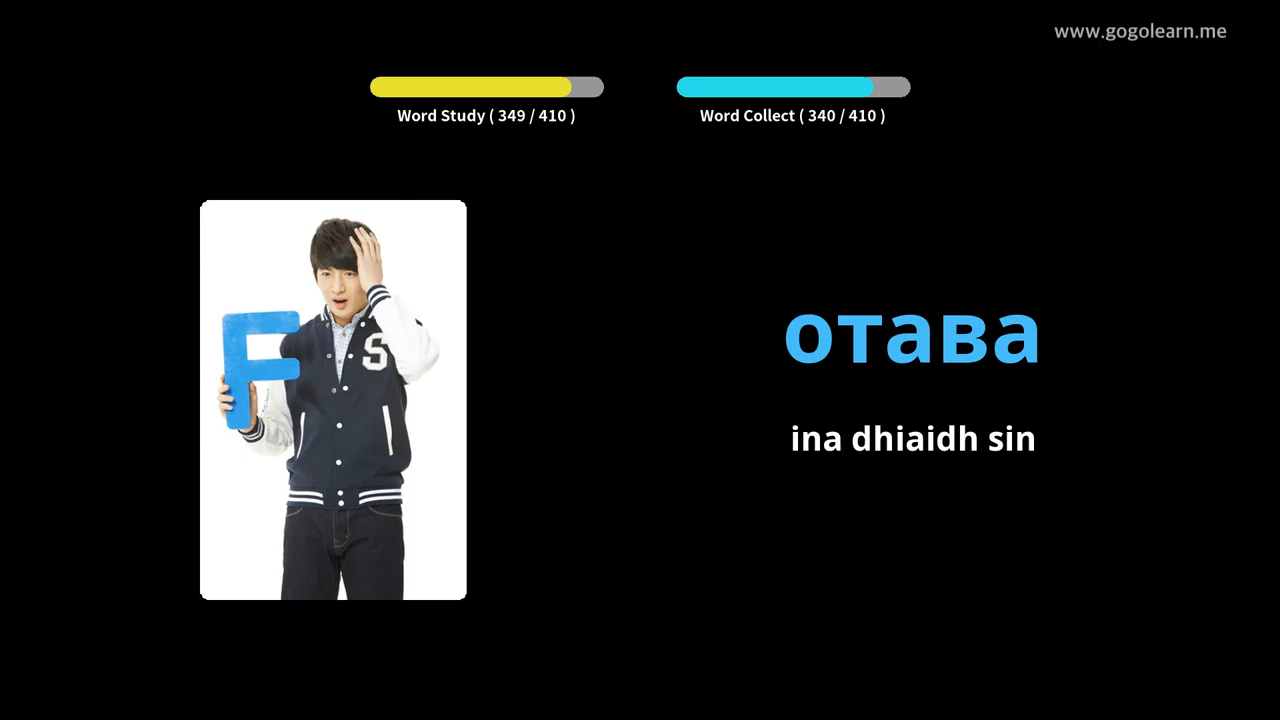 www.gogolearn.me
Word Study ( 349 / 410 )
Word Collect ( 340 / 410 )
F
S
отава
ina dhiaidh sin